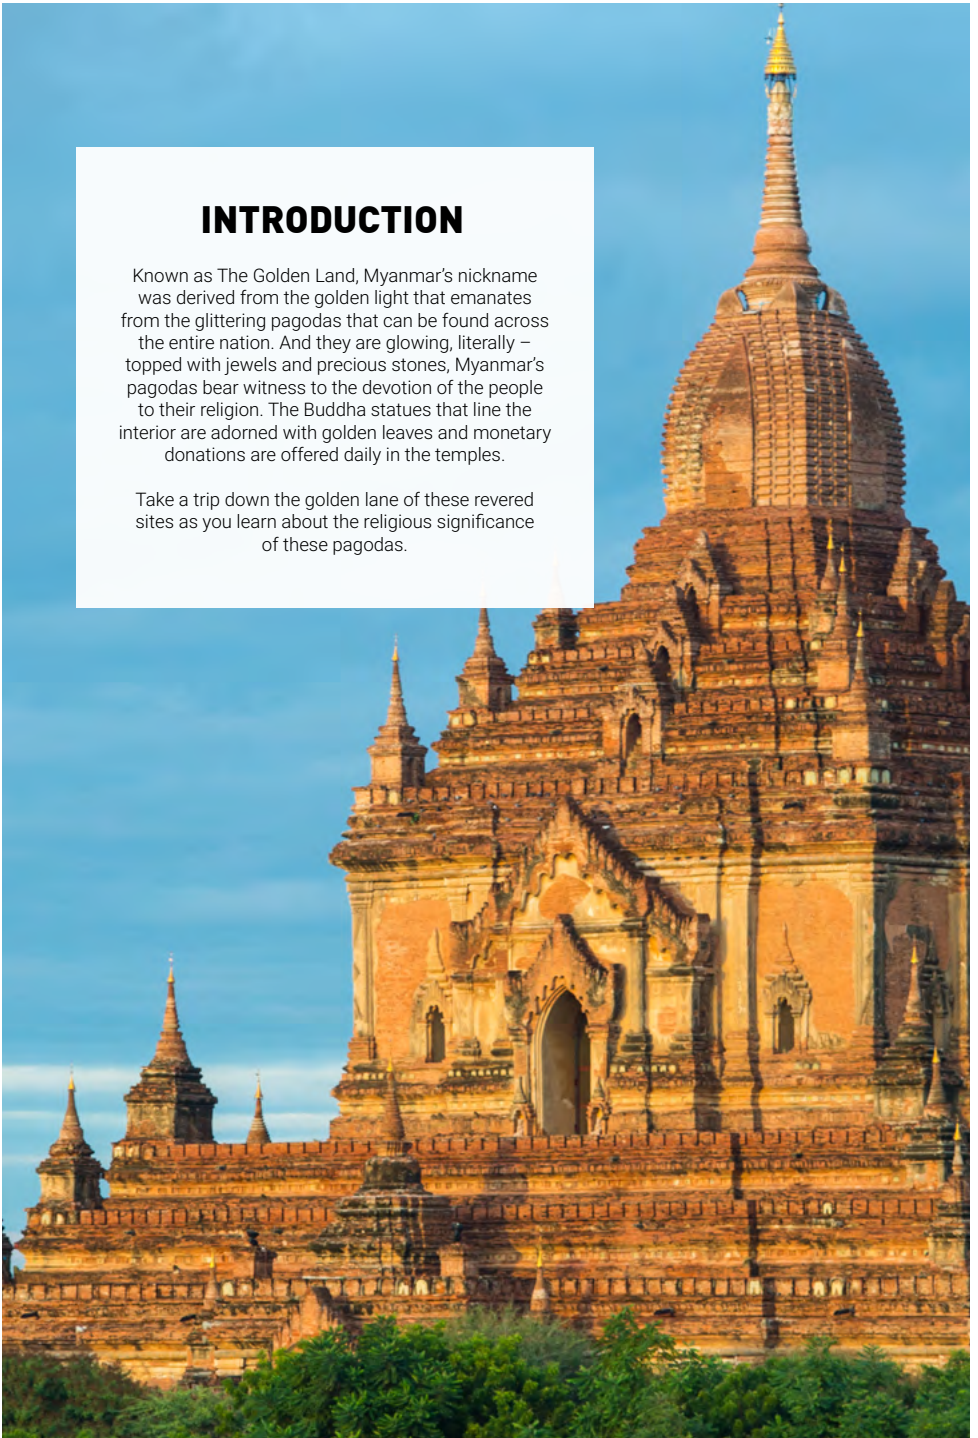 INTRODUCTION
Known as The Golden Land, Myanmar’s nickname
was derived from the golden light that emanates
from the glittering pagodas that can be found across
the entire nation. And they are glowing, literally –
topped with jewels and precious stones, Myanmar’s
pagodas bear witness to the devotion of the people
to their religion. The Buddha statues that line the
interior are adorned with golden leaves and monetary
donations are offered daily in the temples.
Take a trip down the golden lane of these revered
sites as you learn about the religious significance
of these pagodas.